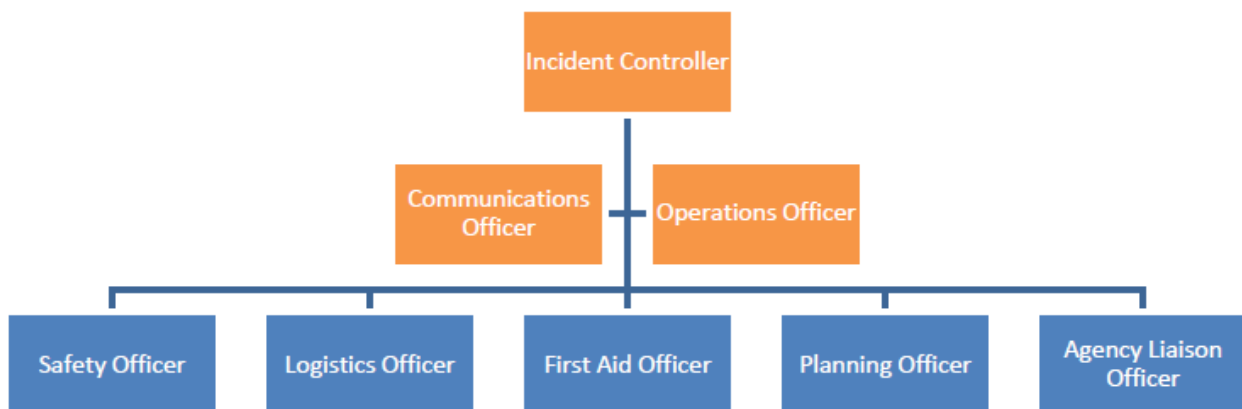 Incident Controller
Communications
Officer
Operations Officer
Safety Officer
Logistics Officer
First Aid Officer
Planning Officer
Agency Liaison
Officer